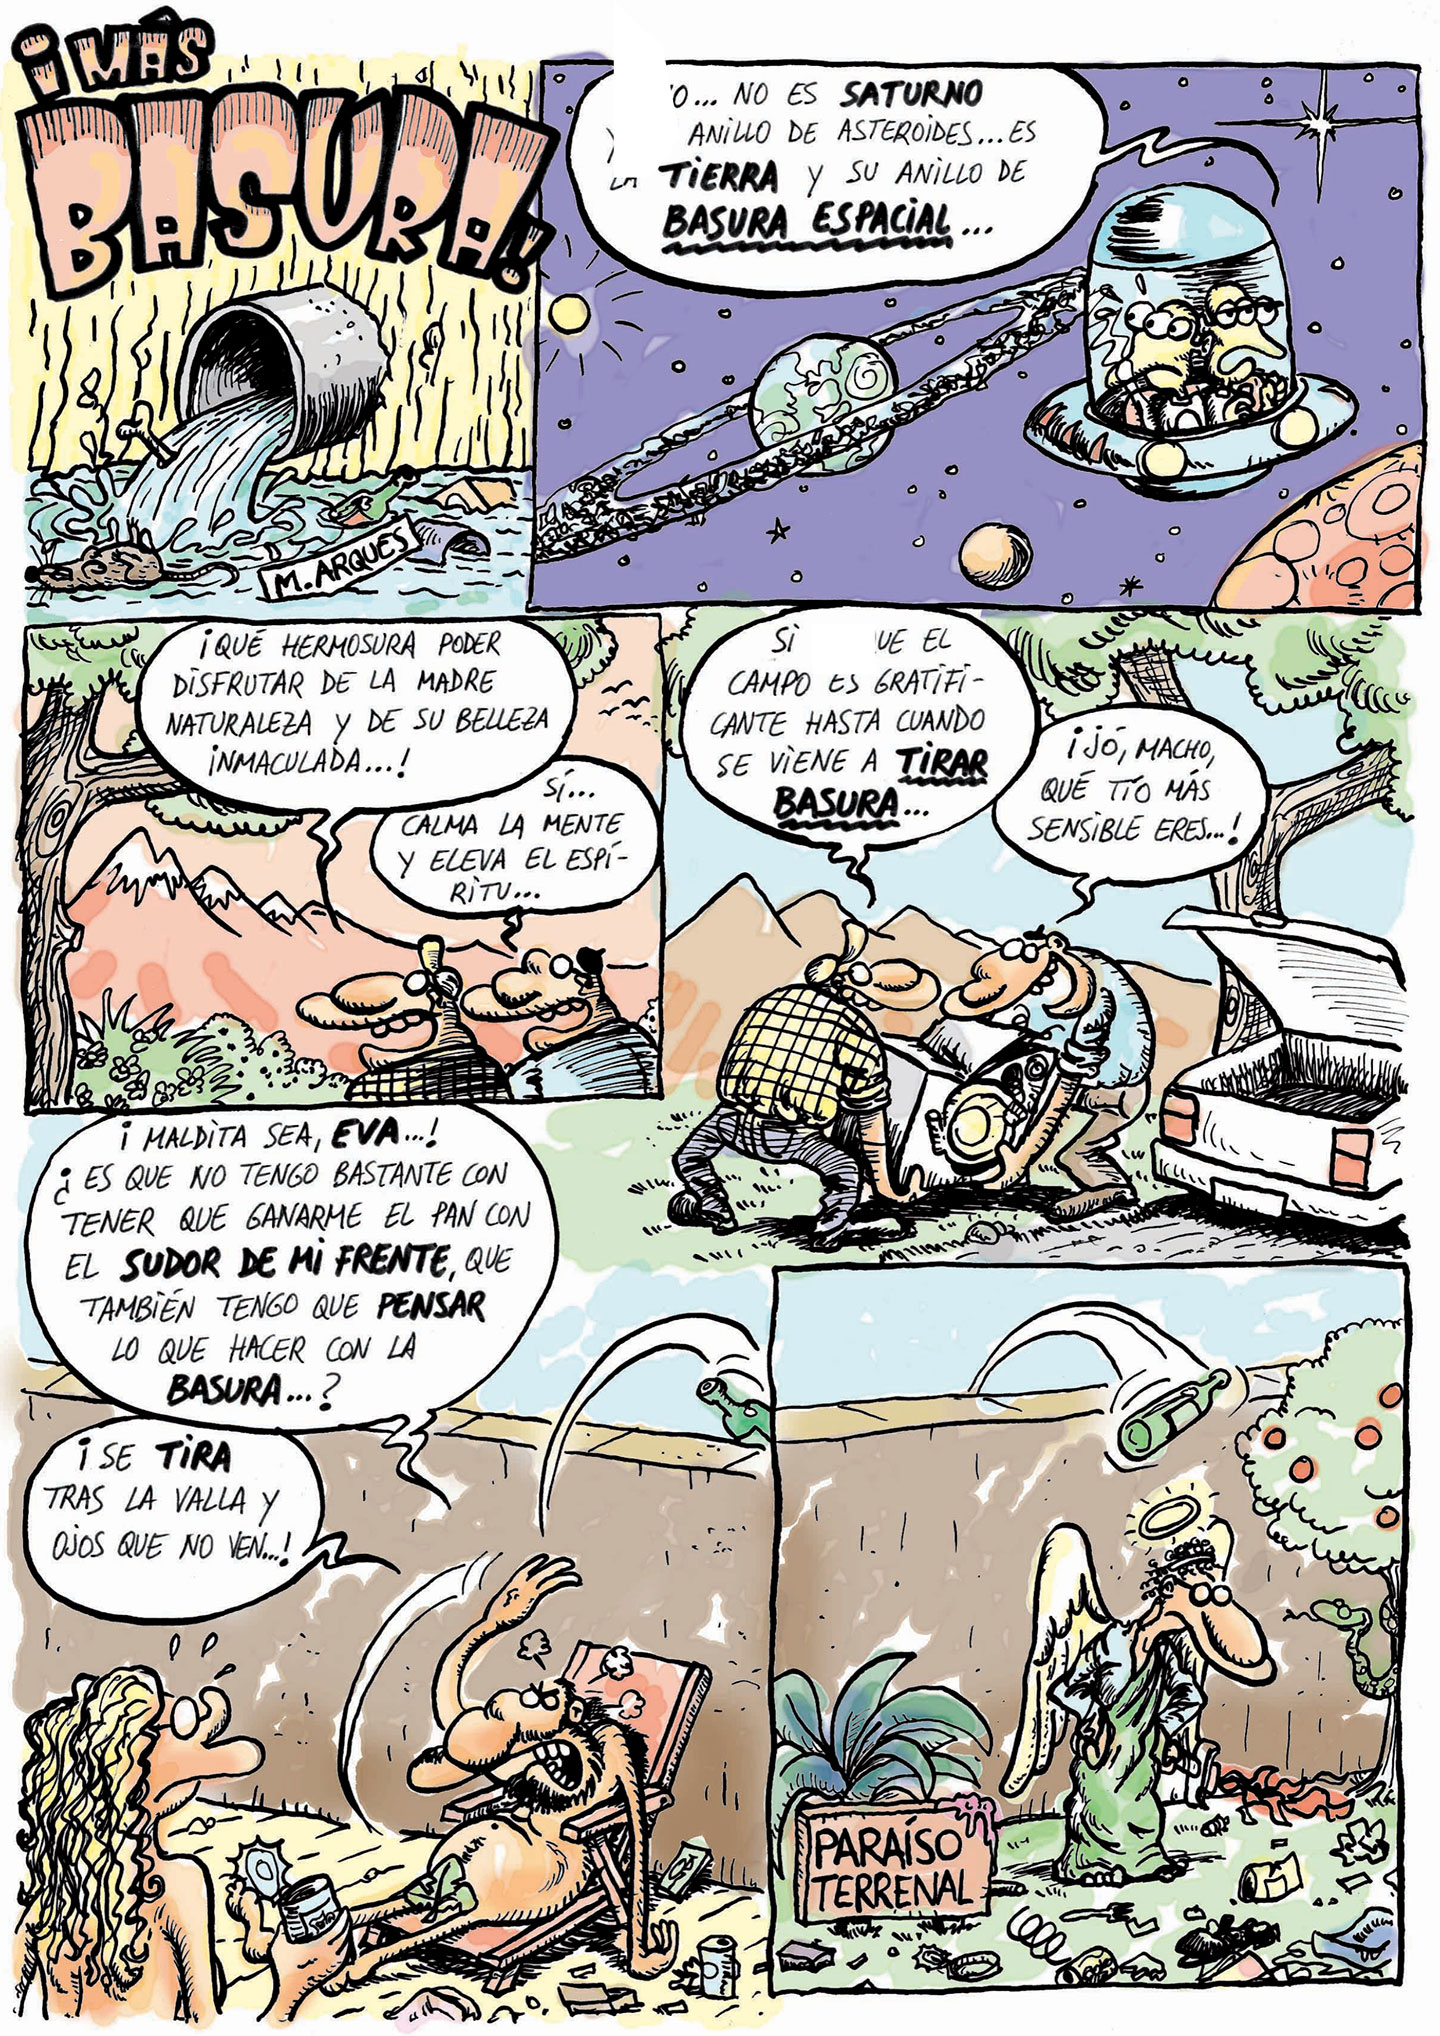 ¡MÁS
BASURA!
M. ARQUÉS
O... NO ES SATURNO
Y ANILLO DE ASTEROIDES...ES
LA TIERRA Y SU ANILLO DE
BASURA ESPACIAL...
¡QUÉ HERMOSURA PODER
DISFRUTAR DE LA MADRE
NATURALEZA Y DE SU BELLEZA
INMACULADA...!
SÍ...
CALMA LA MENTE
Y ELEVA EL ESPÍ-
RITU...
SI UE EL
CAMPO ES GRATIFI-
CANTE HASTA CUANDO
SE VIENE A TIRAR
BASURA...
¡JÓ, MACHO,
QUÉ TÍO MÁS
SENSIBLE ERES...!
¡MALDITA SEA, EVA...!
¿ES QUE NO TENGO BASTANTE CON
TENER QUE GANARME EL PAN CON
EL SUDOR DE MI FRENTE, QUE
TAMBIÉN TENGO QUE PENSAR
LO QUE HACER CON LA
BASURA...?
¡SE TIRA
TRAS LA VALLA Y
OJOS QUE NO VEN...!
PARAÍSO
TERRENAL